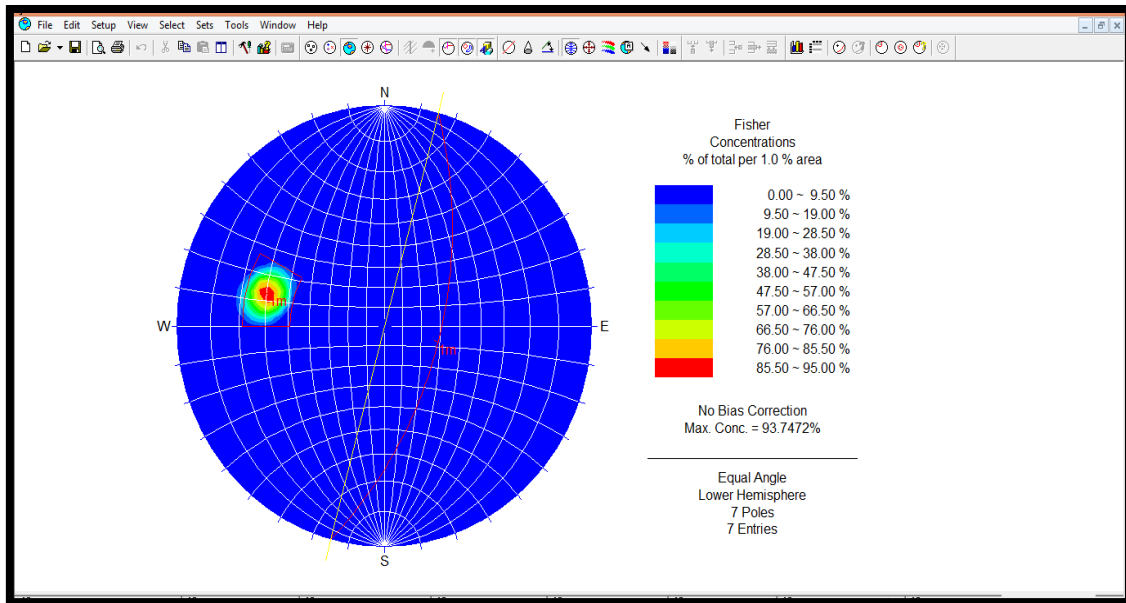 File Edit Setup View Select Sets Tools Window Help
N
W
E
S
1m
1m
Fisher
Concentrations
% of total per 1.0 % area
0.00 ~ 9.50 %
9.50 ~ 19.00 %
19.00 ~ 28.50 %
28.50 ~ 38.00 %
38.00 ~ 47.50 %
47.50 ~ 57.00 %
57.00 ~ 66.50 %
66.50 ~ 76.00 %
76.00 ~ 85.50 %
85.50 ~ 95.00 %
No Bias Correction
Max. Conc. = 93.7472%
Equal Angle
Lower Hemisphere
7 Poles
7 Entries